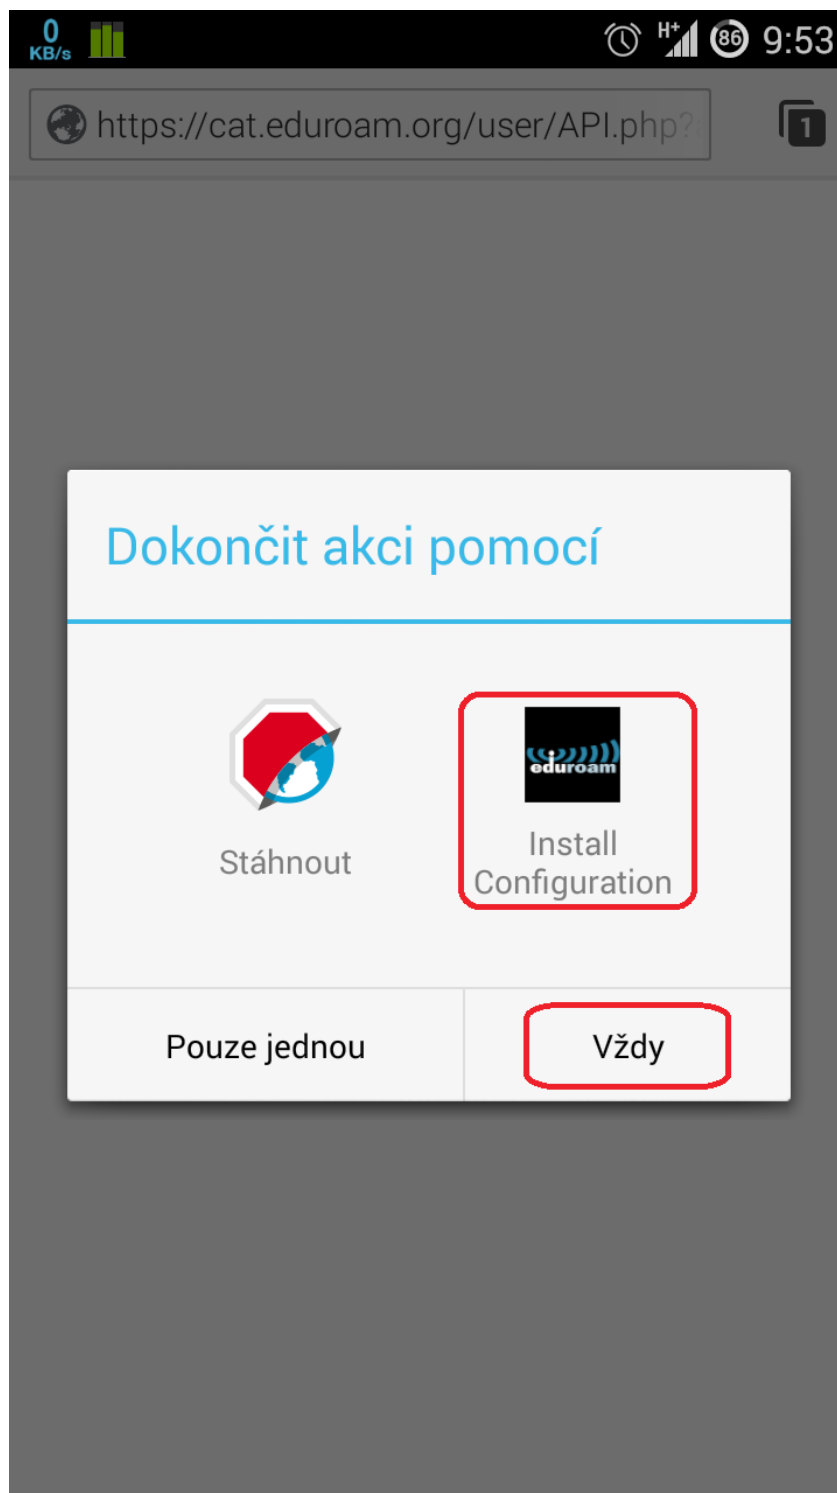 0
KB/s
H+
86
9:53
https://cat.eduroam.org/user/API.php?
1
Dokončit akci pomocí
eduroam
Stáhnout
Install
Configuration
Pouze jednou
Vždy